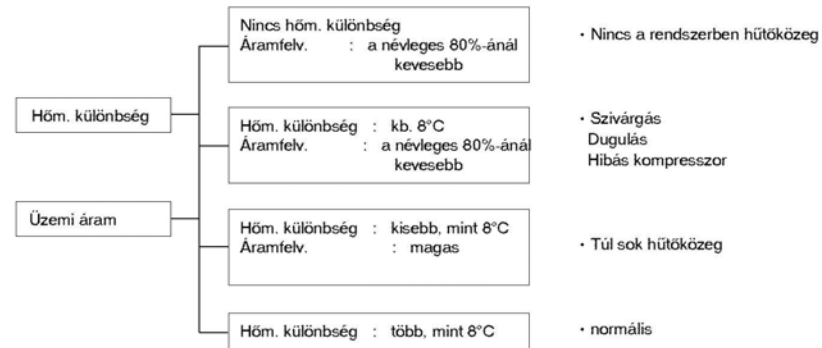 Nincs hőm. különbség
Áramfelv. : a névleges 80%-ánál
kevesebb
· Nincs a rendszerben hűtőközeg
Hőm. különbség
Hőm. különbség : kb. 8°C
Áramfelv. : a névleges 80%-ánál
kevesebb
· Szivárgás
Dugulás
Hibás kompresszor
Üzemi áram
Hőm. különbség : kisebb, mint 8°C
Áramfelv. : magas
· Túl sok hűtőközeg
Hőm. különbség : több, mint 8°C
· normális